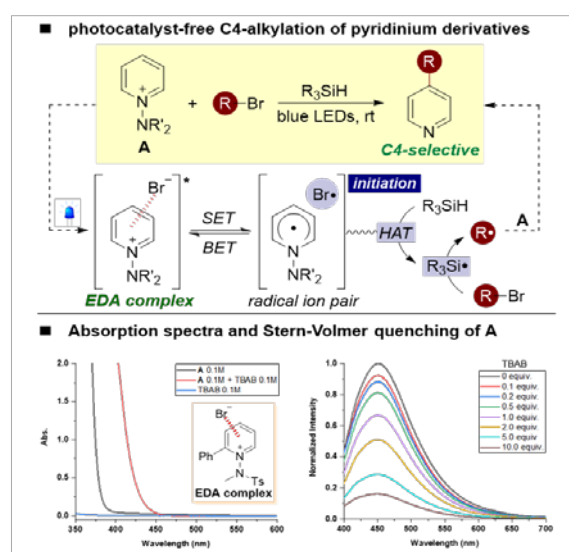 ■ photocatalyst-free C4-alkylation of pyridinium derivatives
N⁺
NR'₂
A
+
R–Br
R₃SiH
blue LEDs, rt
R
N
C4-selective
Br⁻
*
N⁺
NR'₂
EDA complex
SET
BET
Br•
N
NR'₂
radical ion pair
initiation
HAT
R₃SiH
R₃Si•
R•
A
R–Br
■ Absorption spectra and Stern-Volmer quenching of A
2.0
1.5
1.0
0.5
0.0
Abs.
350 400 450 500 550 600
Wavelength (nm)
A 0.1M
A 0.1M + TBAB 0.1M
TBAB 0.1M
Br⁻
Ph
N⁺
N
Ts
EDA complex
1.0
0.8
0.6
0.4
0.2
0.0
Normalized Intensity
400 450 500 550 600 650 700
Wavelength (nm)
TBAB
0 equiv.
0.1 equiv.
0.2 equiv.
0.5 equiv.
1.0 equiv.
2.0 equiv.
5.0 equiv.
10.0 equiv.